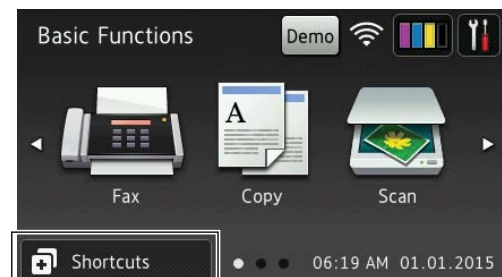 Basic Functions
Demo
A
Fax Copy Scan
Shortcuts
06:19 AM 01.01.2015